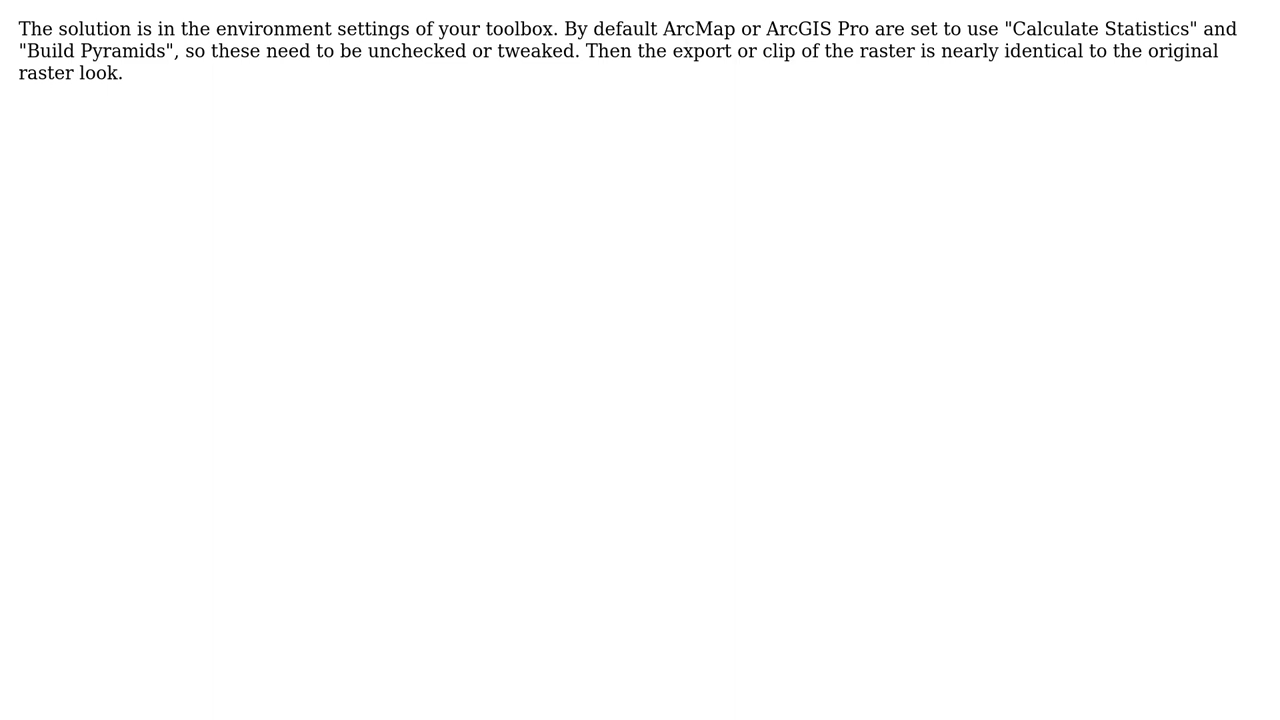 The solution is in the environment settings of your toolbox. By default ArcMap or ArcGIS Pro are set to use "Calculate Statistics" and
"Build Pyramids", so these need to be unchecked or tweaked. Then the export or clip of the raster is nearly identical to the original
raster look.